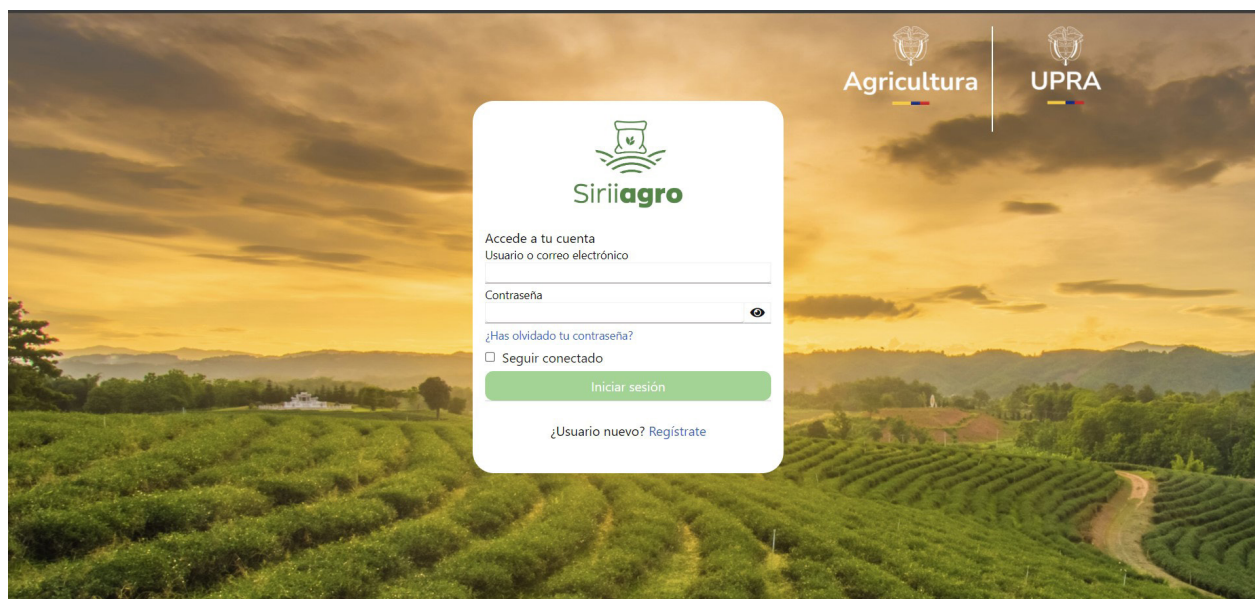 Agricultura
UPRA
Siriiagro
Accede a tu cuenta
Usuario o correo electrónico
Contraseña
¿Has olvidado tu contraseña?
Seguir conectado
Iniciar sesión
¿Usuario nuevo? Regístrate